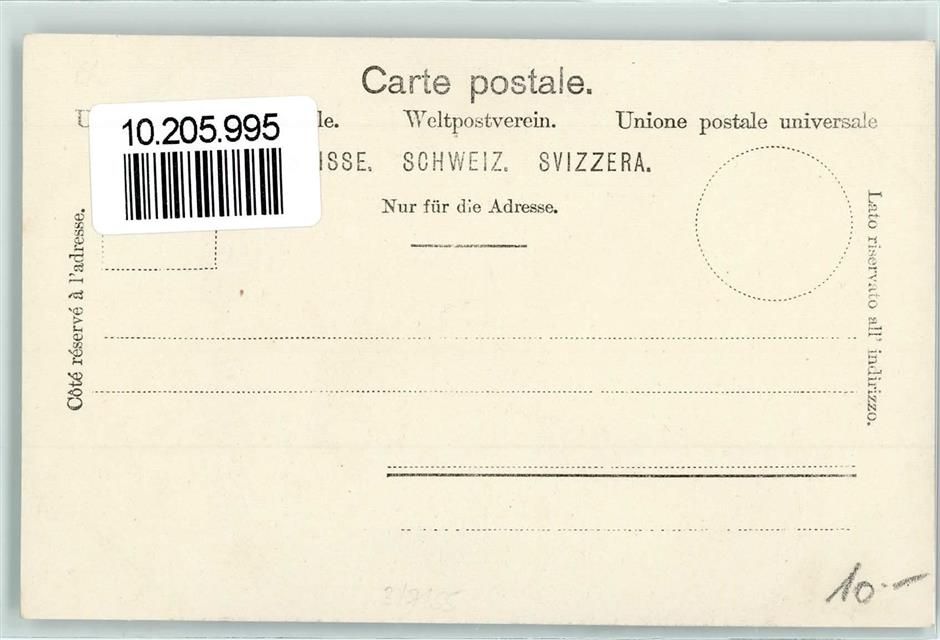 Carte postale.
U le. Weltpostverein. Unione postale universale
10.205.995
ISSE. SCHWEIZ. SVIZZERA.
Nur für die Adresse.
Côté réservé à l'adresse.
Lato riservato all' indirizzo.
10.-